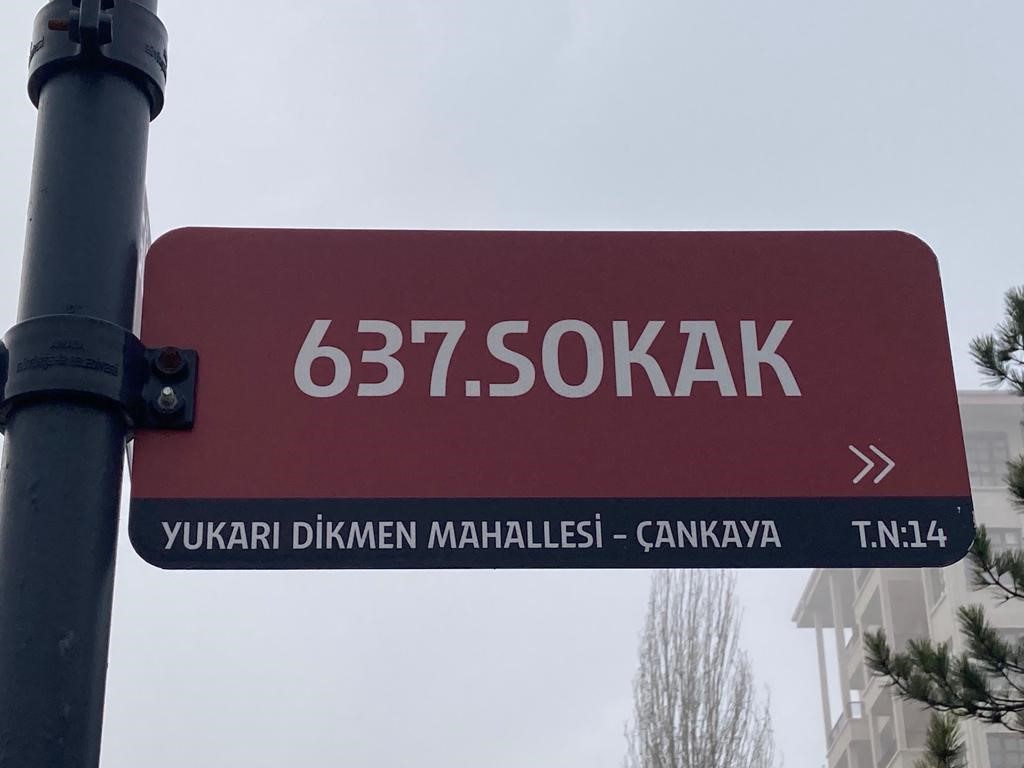 637.SOKAK
YUKARI DİKMEN MAHALLESİ - ÇANKAYA T.N:14